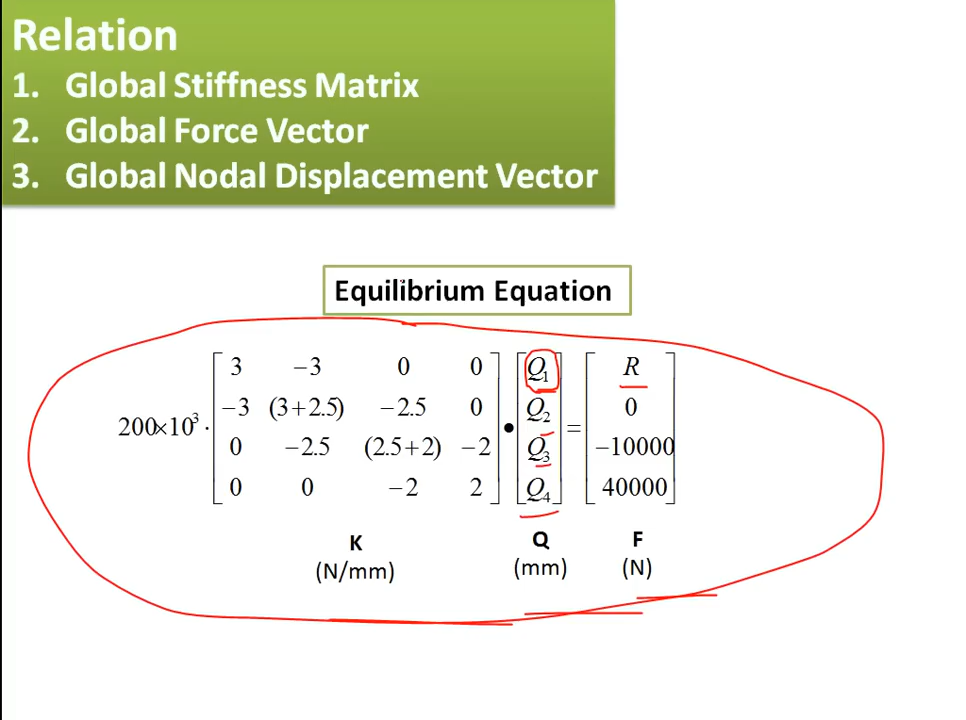 Relation
1. Global Stiffness Matrix
2. Global Force Vector
3. Global Nodal Displacement Vector
Equilibrium Equation
3 −3 0 0 Q1 R
−3 (3+2.5) −2.5 0 Q2 0
200×10³ · • =
0 −2.5 (2.5+2) −2 Q3 −10000
0 0 −2 2 Q4 40000
K Q F
(N/mm) (mm) (N)